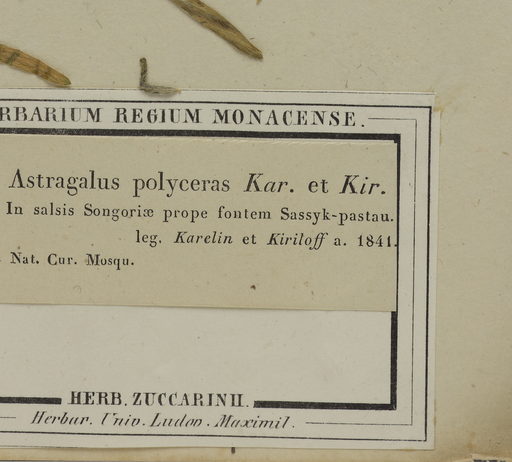 RBARIUM REGIUM MONACENSE.
Astragalus polyceras Kar. et Kir.
In salsis Songoriæ prope fontem Sassyk-pastau.
leg. Karelin et Kiriloff a. 1841.
Nat. Cur. Mosqu.
HERB. ZUCCARINII.
Herbar. Univ. Ludov. Maximil.